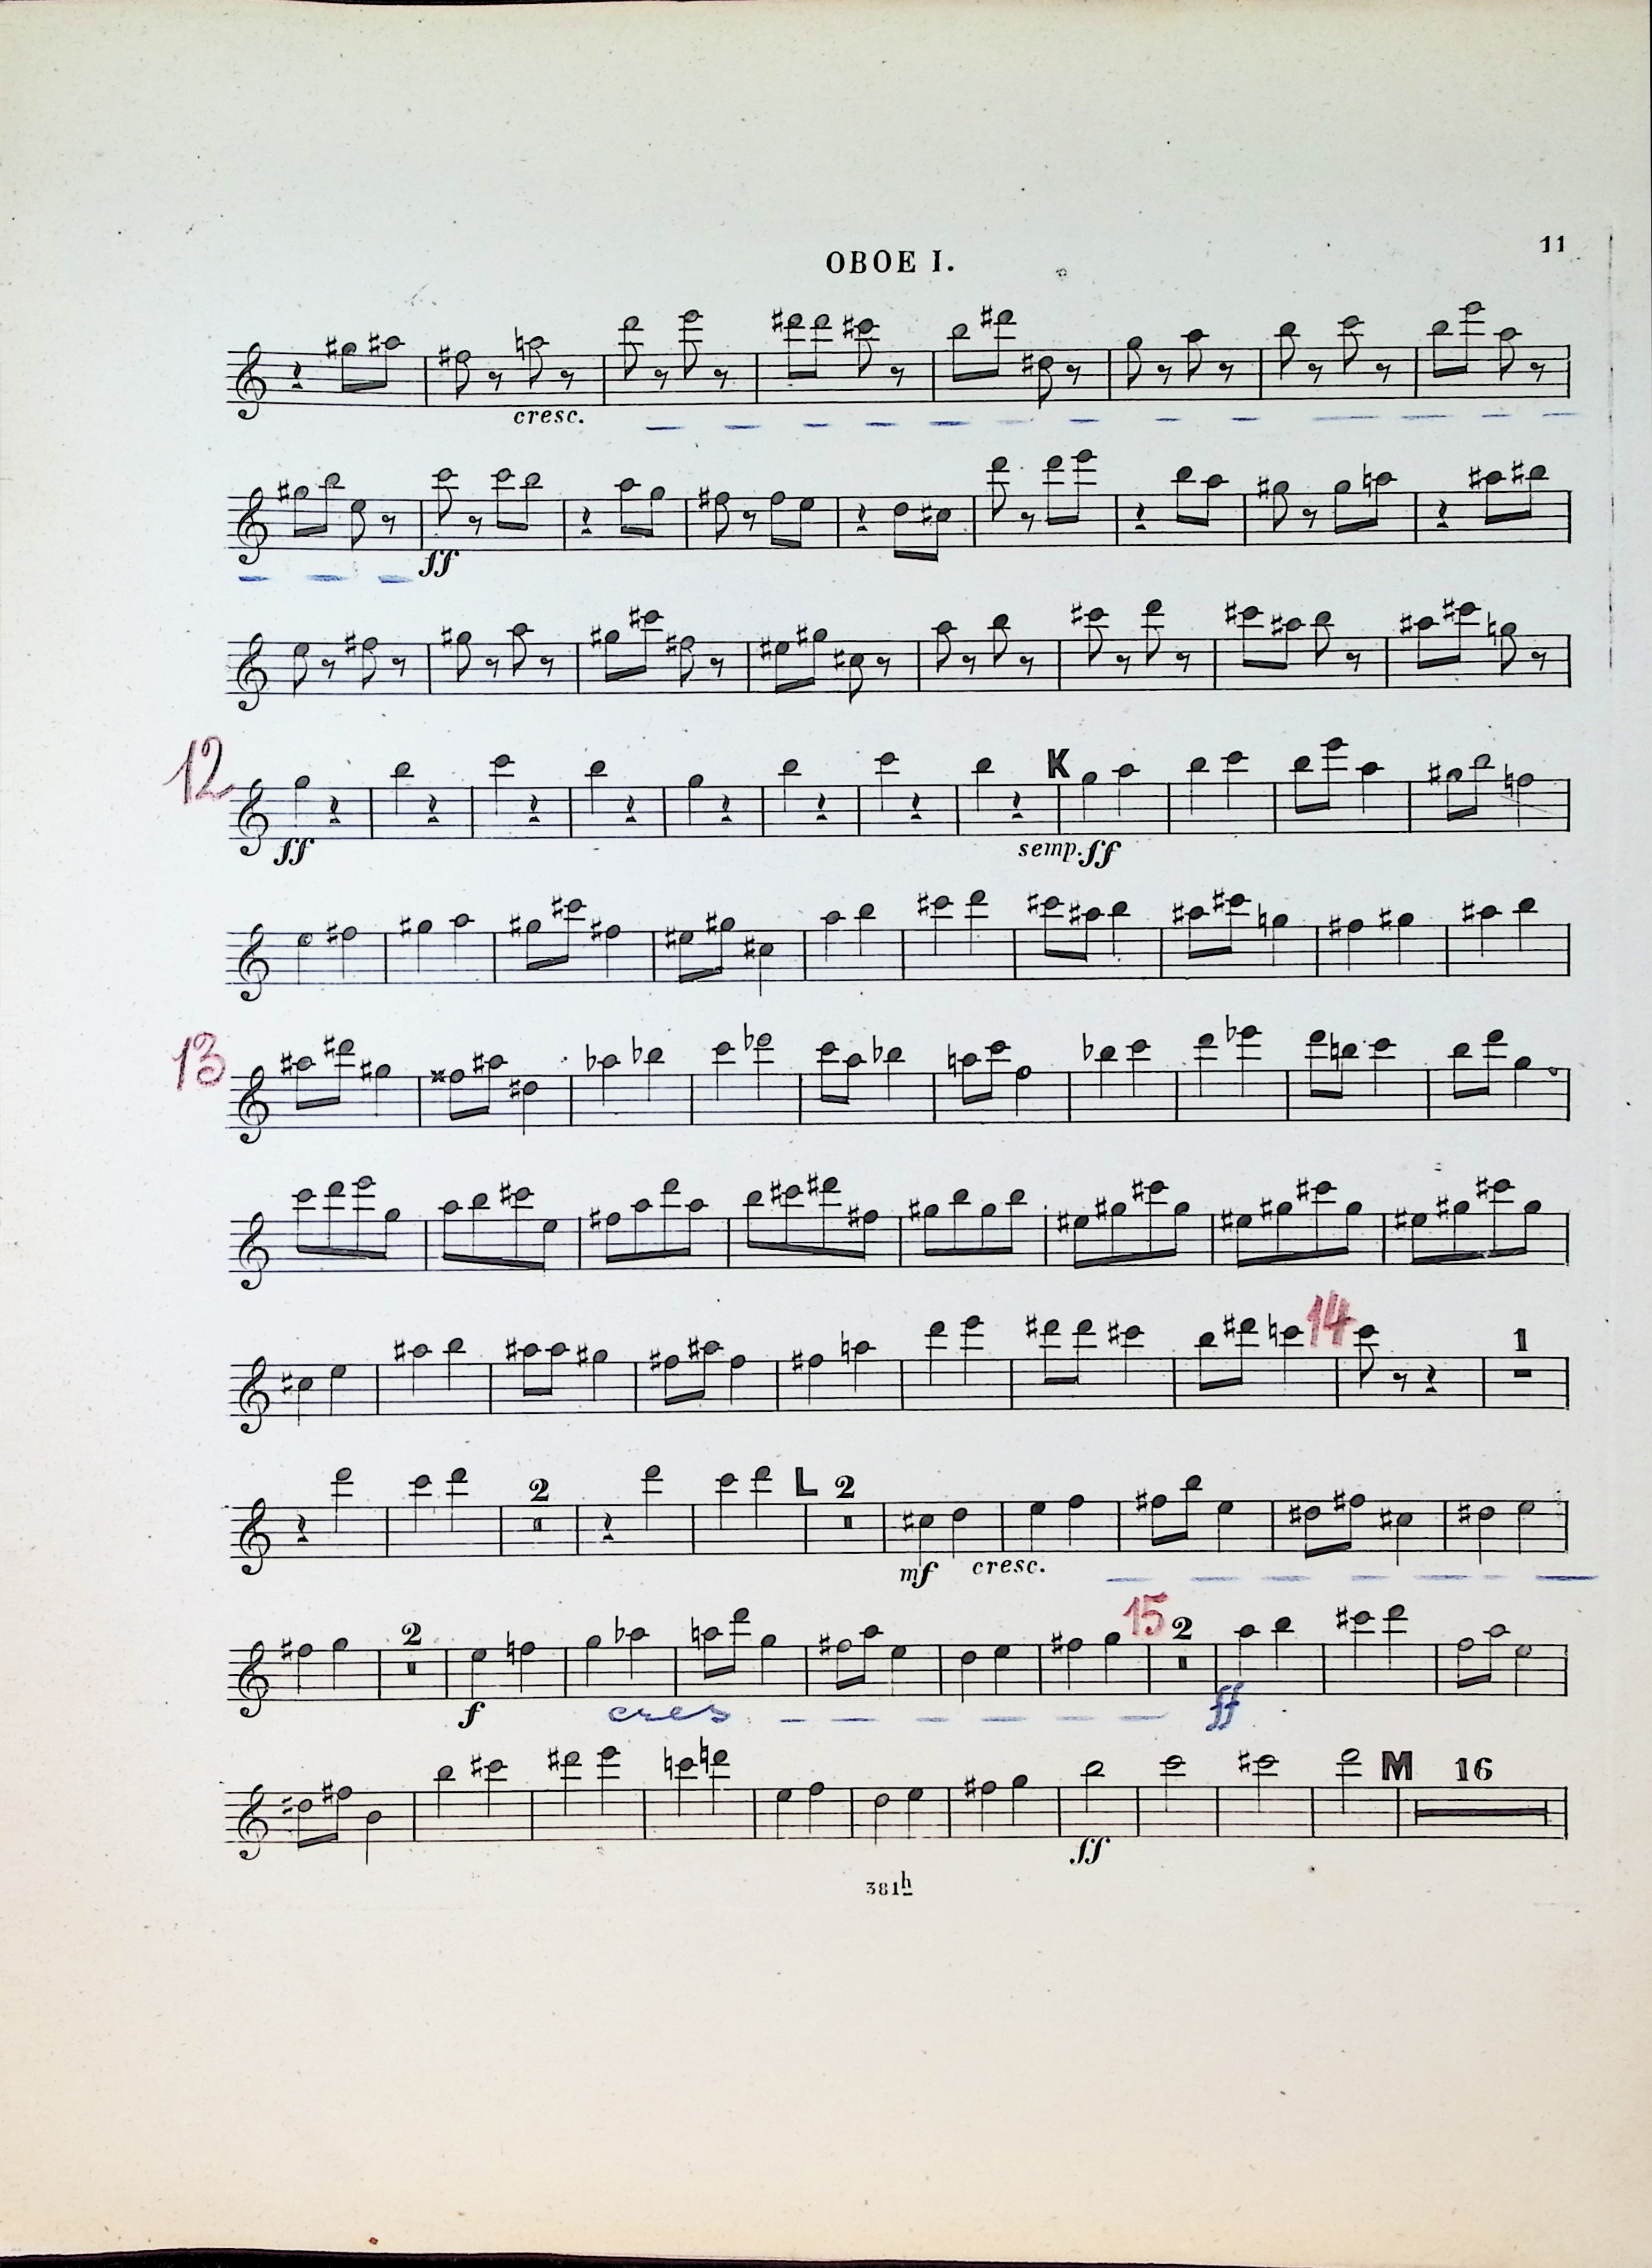 11
OBOE I.
cresc.
ff
12
K
ff semp. ff
13
14
1
2 L 2
mf cresc.
15
2 2
f cres ff
M 16
ff
381h